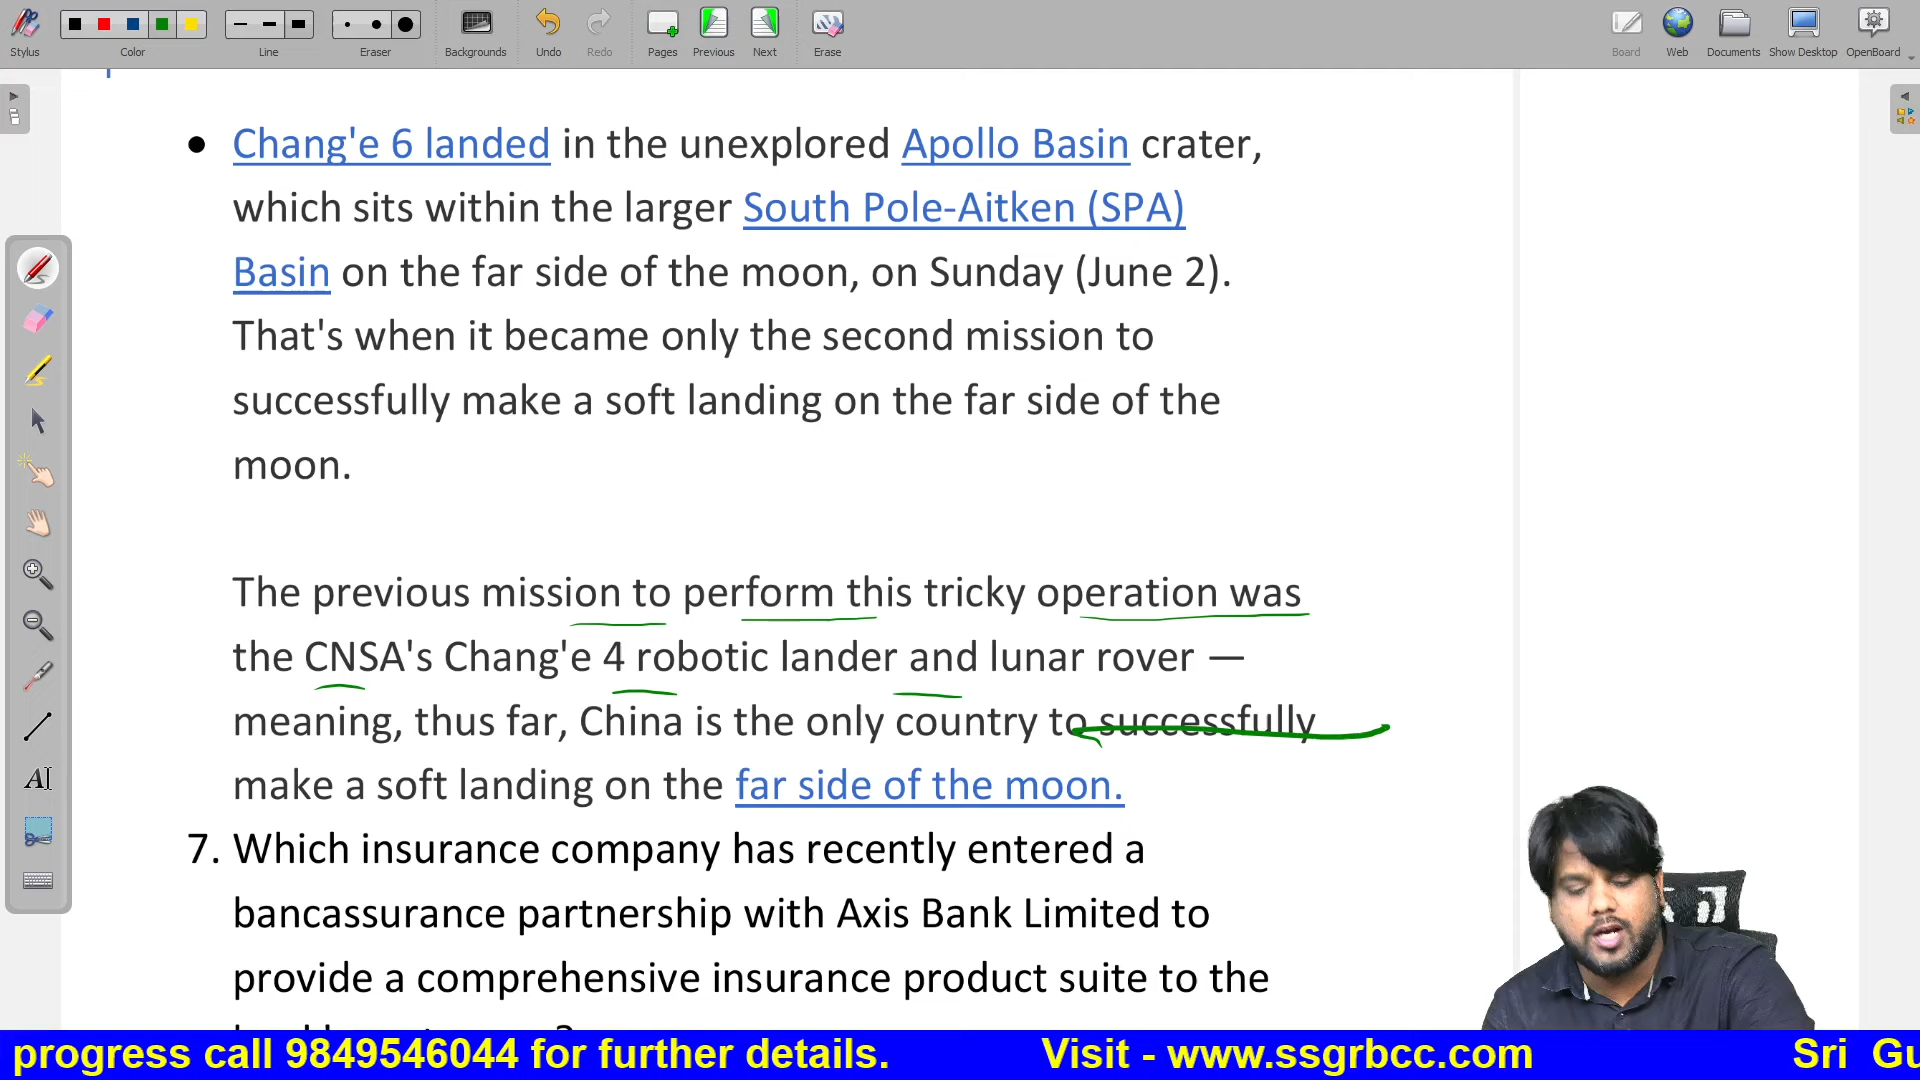 Stylus
Color
Line
Eraser
Backgrounds
Undo
Redo
Pages
Previous
Next
Erase
Board
Web
Documents
Show Desktop
OpenBoard
Chang'e 6 landed in the unexplored Apollo Basin crater,
which sits within the larger South Pole-Aitken (SPA)
Basin on the far side of the moon, on Sunday (June 2).
That's when it became only the second mission to
successfully make a soft landing on the far side of the
moon.
The previous mission to perform this tricky operation was
the CNSA's Chang'e 4 robotic lander and lunar rover —
meaning, thus far, China is the only country to successfully
make a soft landing on the far side of the moon.
7. Which insurance company has recently entered a
bancassurance partnership with Axis Bank Limited to
provide a comprehensive insurance product suite to the
progress call 9849546044 for further details. Visit - www.ssgrbcc.com Sri Gu